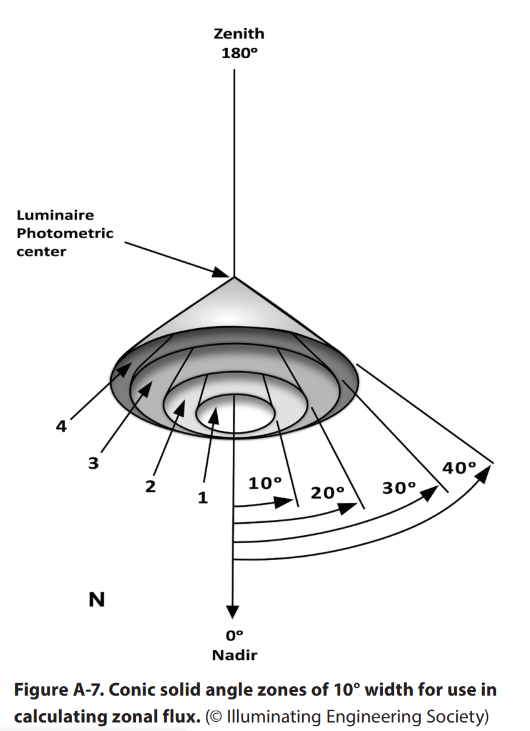 Zenith
180°
Luminaire
Photometric
center
4
3
2
1
10°
20°
30°
40°
N
0°
Nadir
Figure A-7. Conic solid angle zones of 10° width for use in
calculating zonal flux. (© Illuminating Engineering Society)